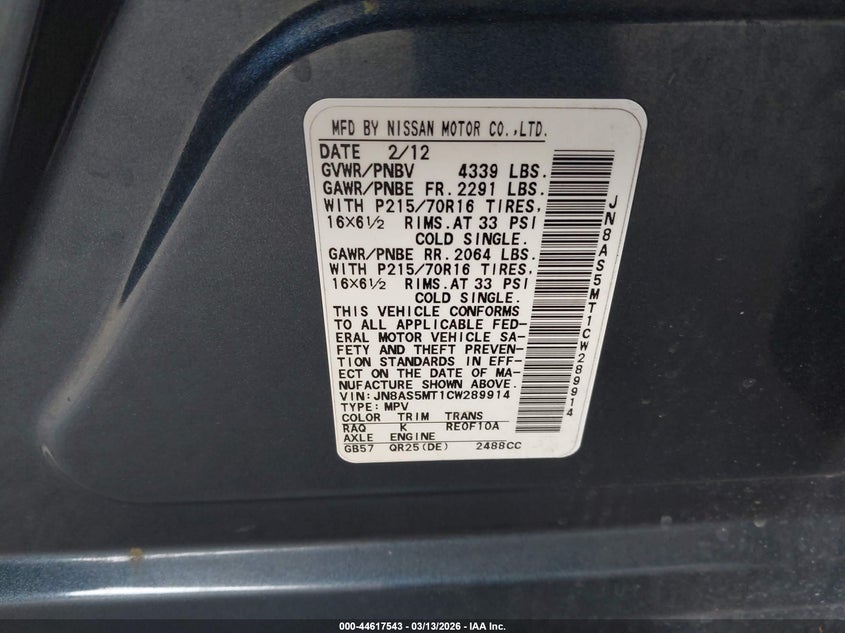 MFD BY NISSAN MOTOR CO.,LTD.
DATE 2/12
GVWR/PNBV 4339 LBS.
GAWR/PNBE FR. 2291 LBS.
WITH P215/70R16 TIRES.
16×6½ RIMS. AT 33 PSI
COLD SINGLE.
GAWR/PNBE RR. 2064 LBS.
WITH P215/70R16 TIRES.
16×6½ RIMS. AT 33 PSI
COLD SINGLE.
THIS VEHICLE CONFORMS
TO ALL APPLICABLE FED-
ERAL MOTOR VEHICLE SA-
FETY AND THEFT PREVEN-
TION STANDARDS IN EFF-
ECT ON THE DATE OF MA-
NUFACTURE SHOWN ABOVE.
VIN: JN8AS5MT1CW289914
TYPE: MPV
COLOR TRIM TRANS
RAQ K RE0F10A
AXLE ENGINE
GB57 QR25(DE) 2488CC
JN8AS5MT1CW289914
000-44617543 — 03/13/2026 — IAA Inc.